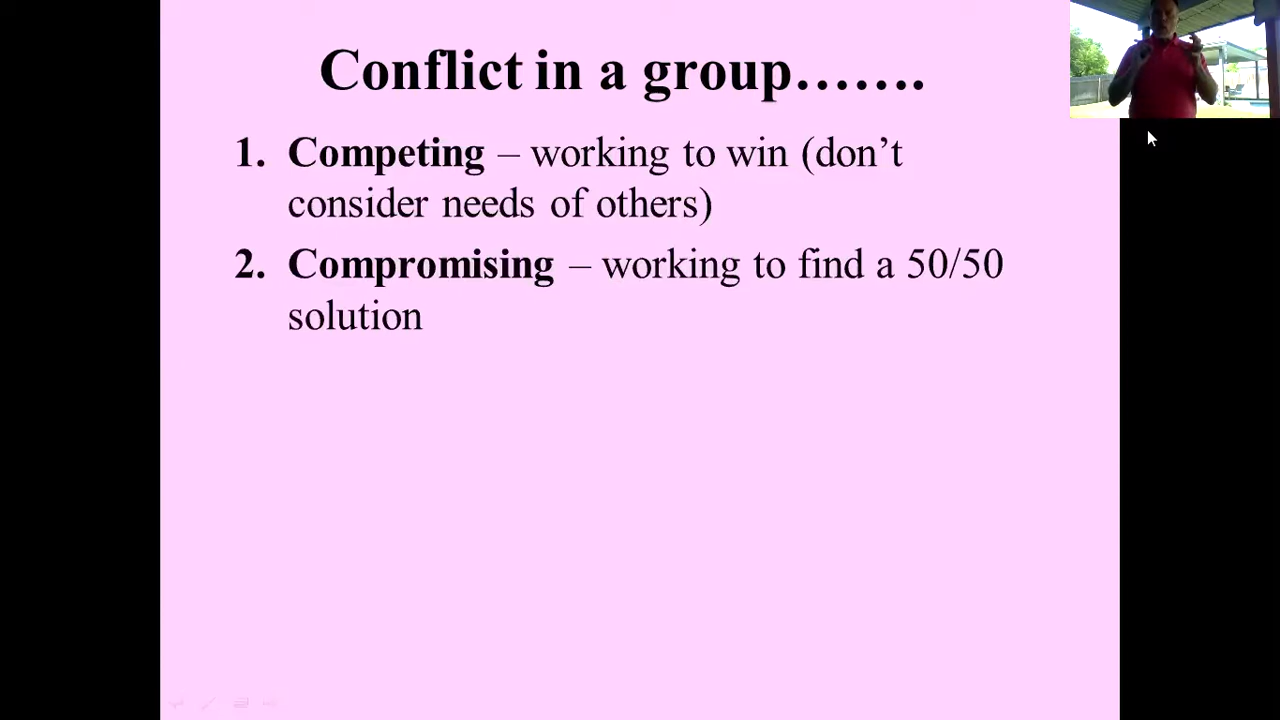 Conflict in a group…….
1. Competing – working to win (don’t
consider needs of others)
2. Compromising – working to find a 50/50
solution